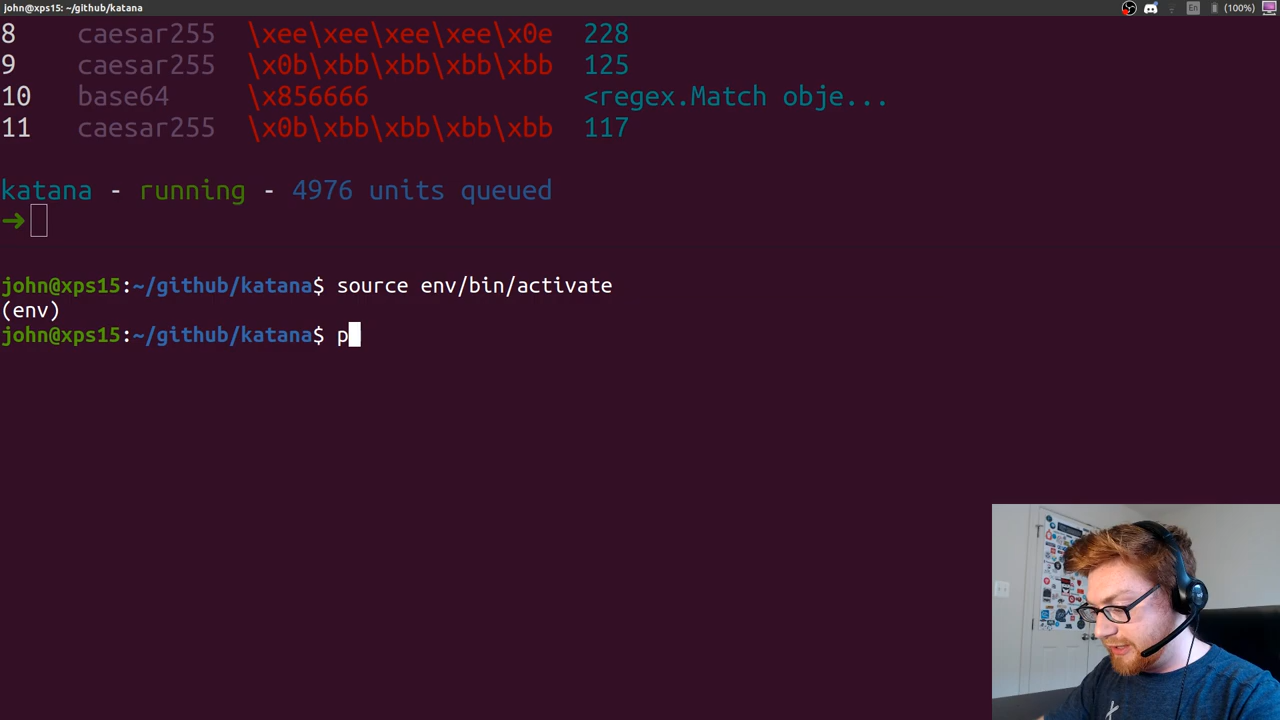 john@xps15: ~/github/katana
En (100%)
8 caesar255 \xee\xee\xee\xee\x0e 228
9 caesar255 \x0b\xbb\xbb\xbb\xbb 125
10 base64 \x856666 <regex.Match obje...
11 caesar255 \x0b\xbb\xbb\xbb\xbb 117
katana - running - 4976 units queued
➜
john@xps15:~/github/katana$ source env/bin/activate
(env)
john@xps15:~/github/katana$ p